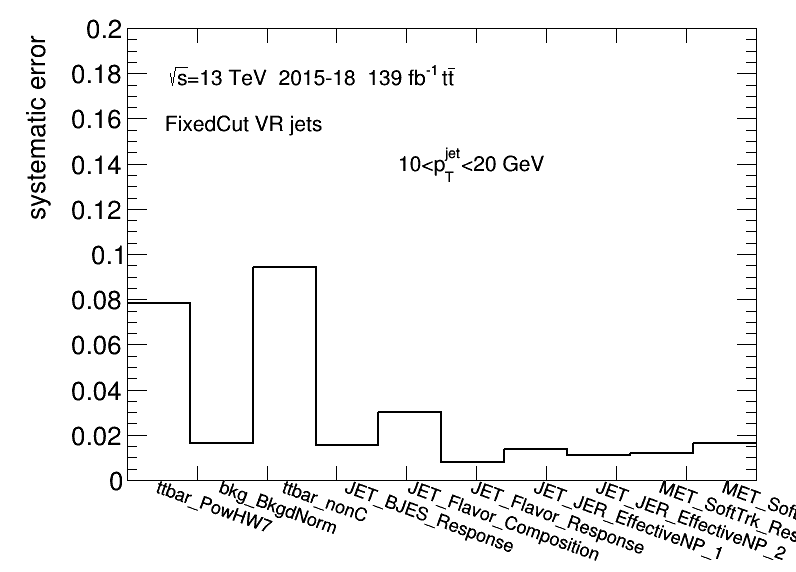 0.2
0.18
0.16
0.14
0.12
0.1
0.08
0.06
0.04
0.02
0
systematic error
√s=13 TeV 2015-18 139 fb⁻¹ tt̄
FixedCut VR jets
10<p_T^jet<20 GeV
ttbar_PowHW7
bkg_BkgdNorm
ttbar_nonC
JET_BJES_Response
JET_Flavor_Composition
JET_Flavor_Response
JET_JER_EffectiveNP_1
JET_JER_EffectiveNP_2
MET_SoftTrk_Res
MET_Soft